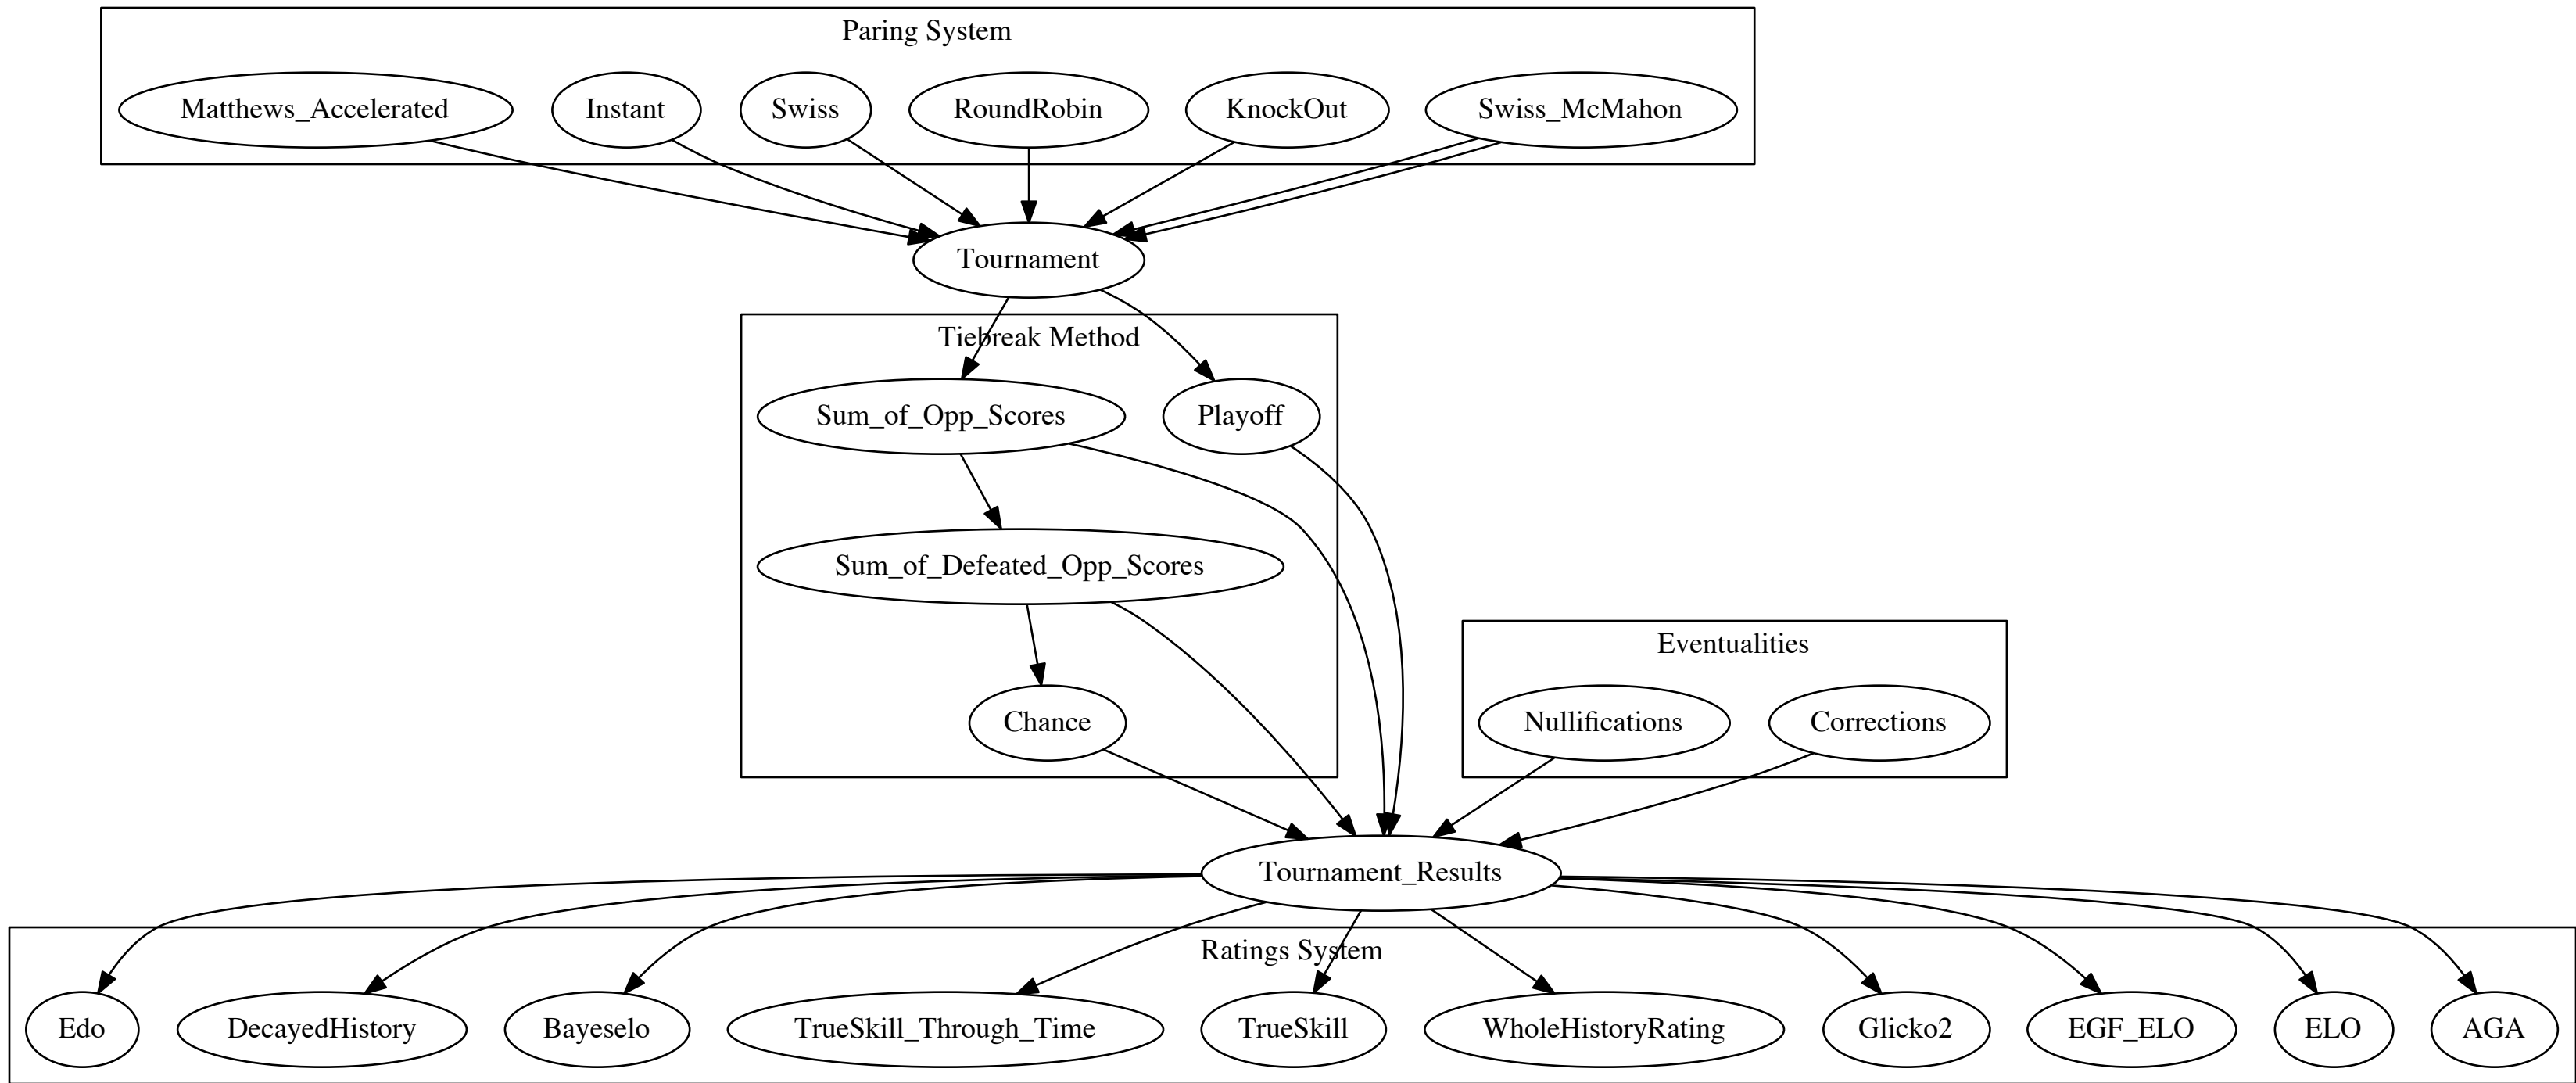 Paring System
Matthews_Accelerated
Instant
Swiss
RoundRobin
KnockOut
Swiss_McMahon
Tournament
Tiebreak Method
Sum_of_Opp_Scores
Playoff
Sum_of_Defeated_Opp_Scores
Eventualities
Chance
Nullifications
Corrections
Tournament_Results
Ratings System
Edo
DecayedHistory
Bayeselo
TrueSkill_Through_Time
TrueSkill
WholeHistoryRating
Glicko2
EGF_ELO
ELO
AGA